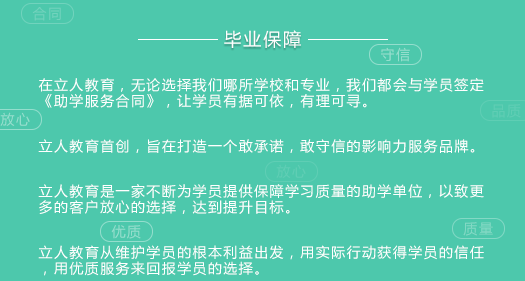 合同
毕业保障
守信
在立人教育，无论选择我们哪所学校和专业，我们都会与学员签定
《助学服务合同》，让学员有据可依，有理可寻。
品质
放心
立人教育首创，旨在打造一个敢承诺，敢守信的影响力服务品牌。
放心
立人教育是一家不断为学员提供保障学习质量的助学单位，以致更
多的客户放心的选择，达到提升目标。
优质
质量
立人教育从维护学员的根本利益出发，用实际行动获得学员的信任
，用优质服务来回报学员的选择。